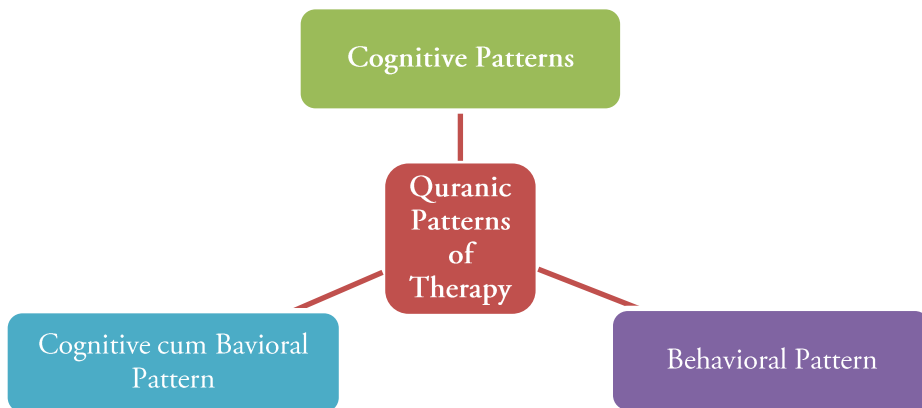 Cognitive Patterns
Quranic
Patterns
of
Therapy
Cognitive cum Bavioral
Pattern
Behavioral Pattern